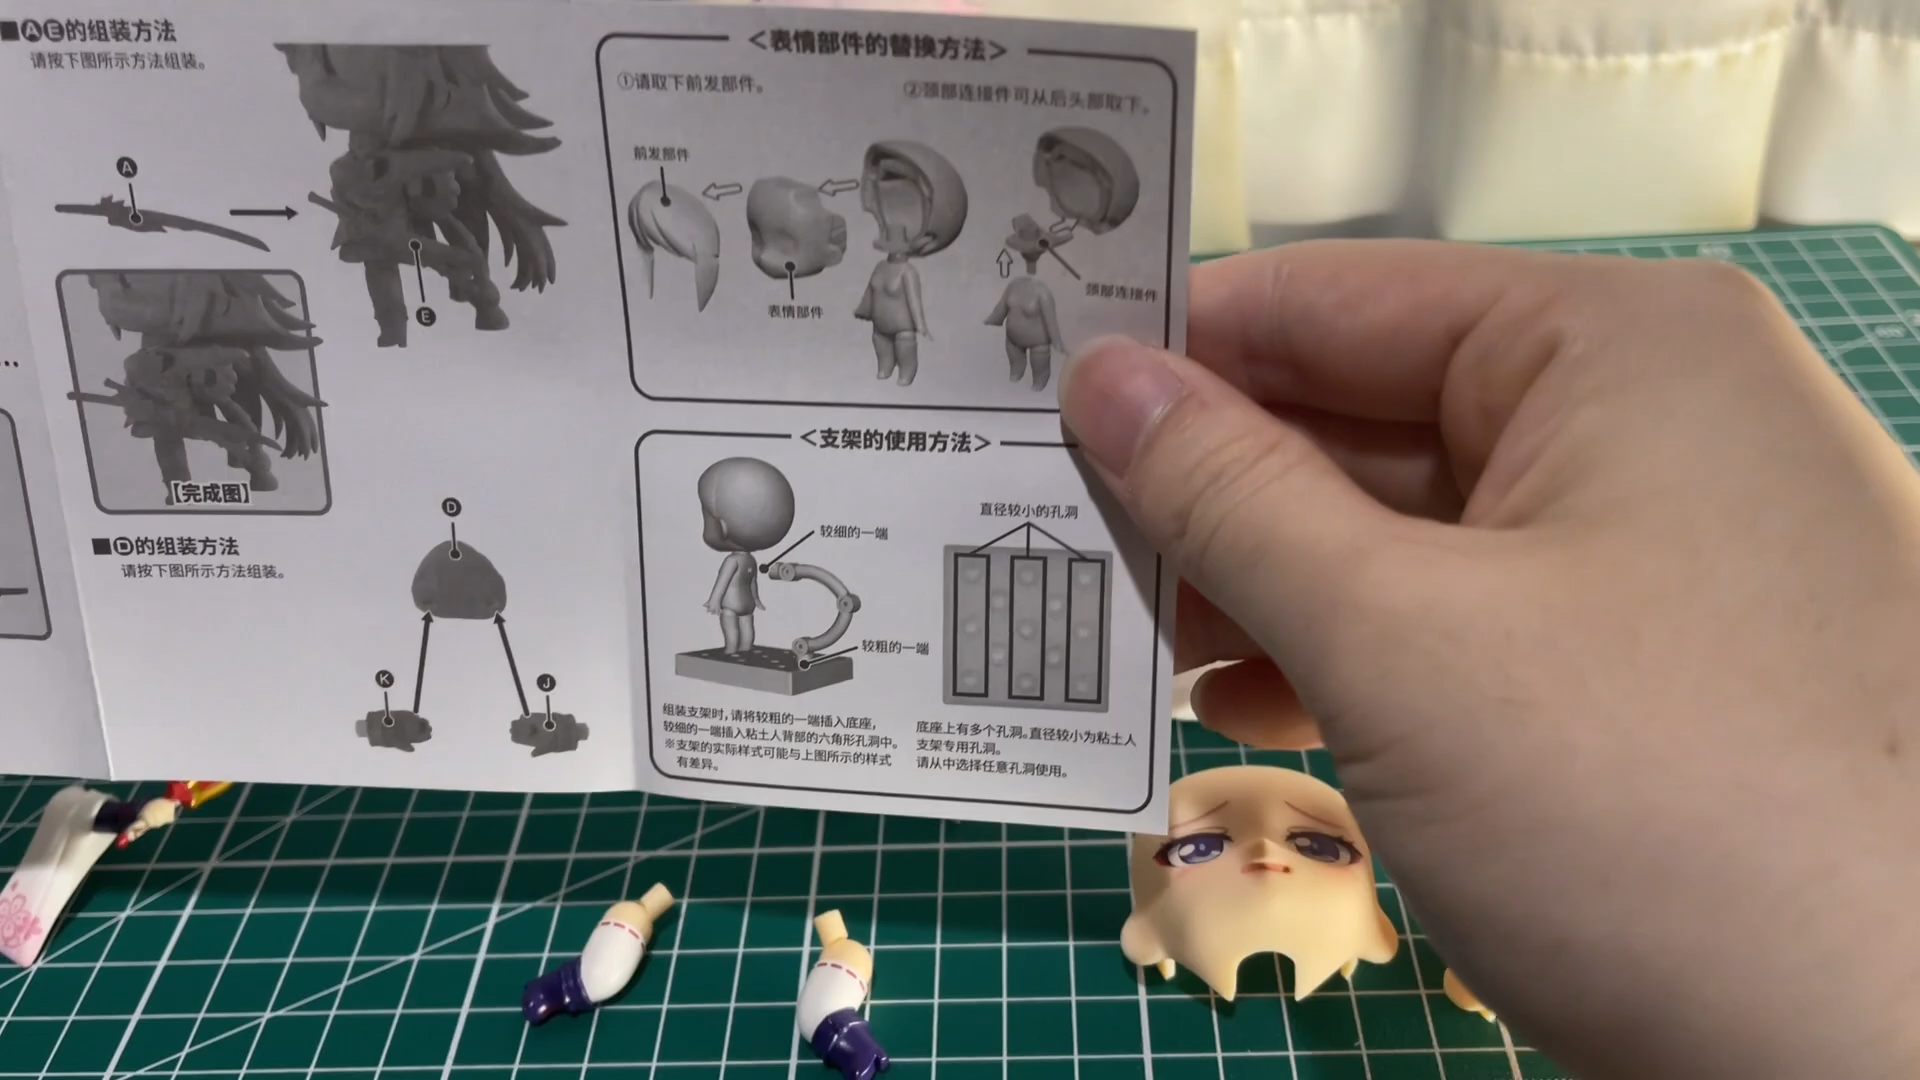 ■AE的组装方法
请按下图所示方法组装。
A
E
【完成图】
■D的组装方法
请按下图所示方法组装。
D
K
J
<表情部件的替换方法>
①请取下前发部件。
②颈部连接件可从后头部取下。
前发部件
表情部件
颈部连接件
<支架的使用方法>
较细的一端
较粗的一端
直径较小的孔洞
组装支架时,请将较粗的一端插入底座,
较细的一端插入粘土人背部的六角形孔洞中。
※支架的实际样式可能与上图所示的样式
有差异。
底座上有多个孔洞。直径较小为粘土人
支架专用孔洞。
请从中选择任意孔洞使用。